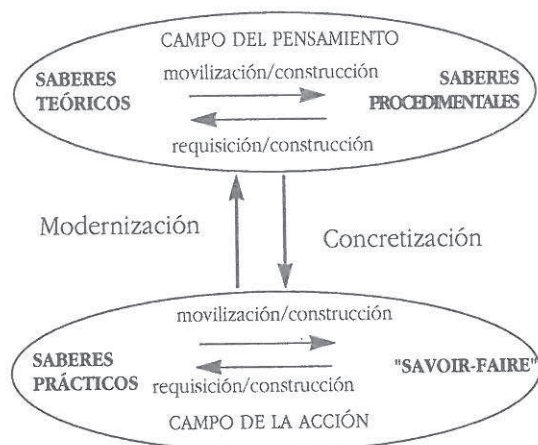 CAMPO DEL PENSAMIENTO
movilización/construcción
SABERES
TEÓRICOS
SABERES
PROCEDIMENTALES
requisición/construcción
Modernización
Concretización
movilización/construcción
SABERES
PRÁCTICOS
"SAVOIR-FAIRE"
requisición/construcción
CAMPO DE LA ACCIÓN